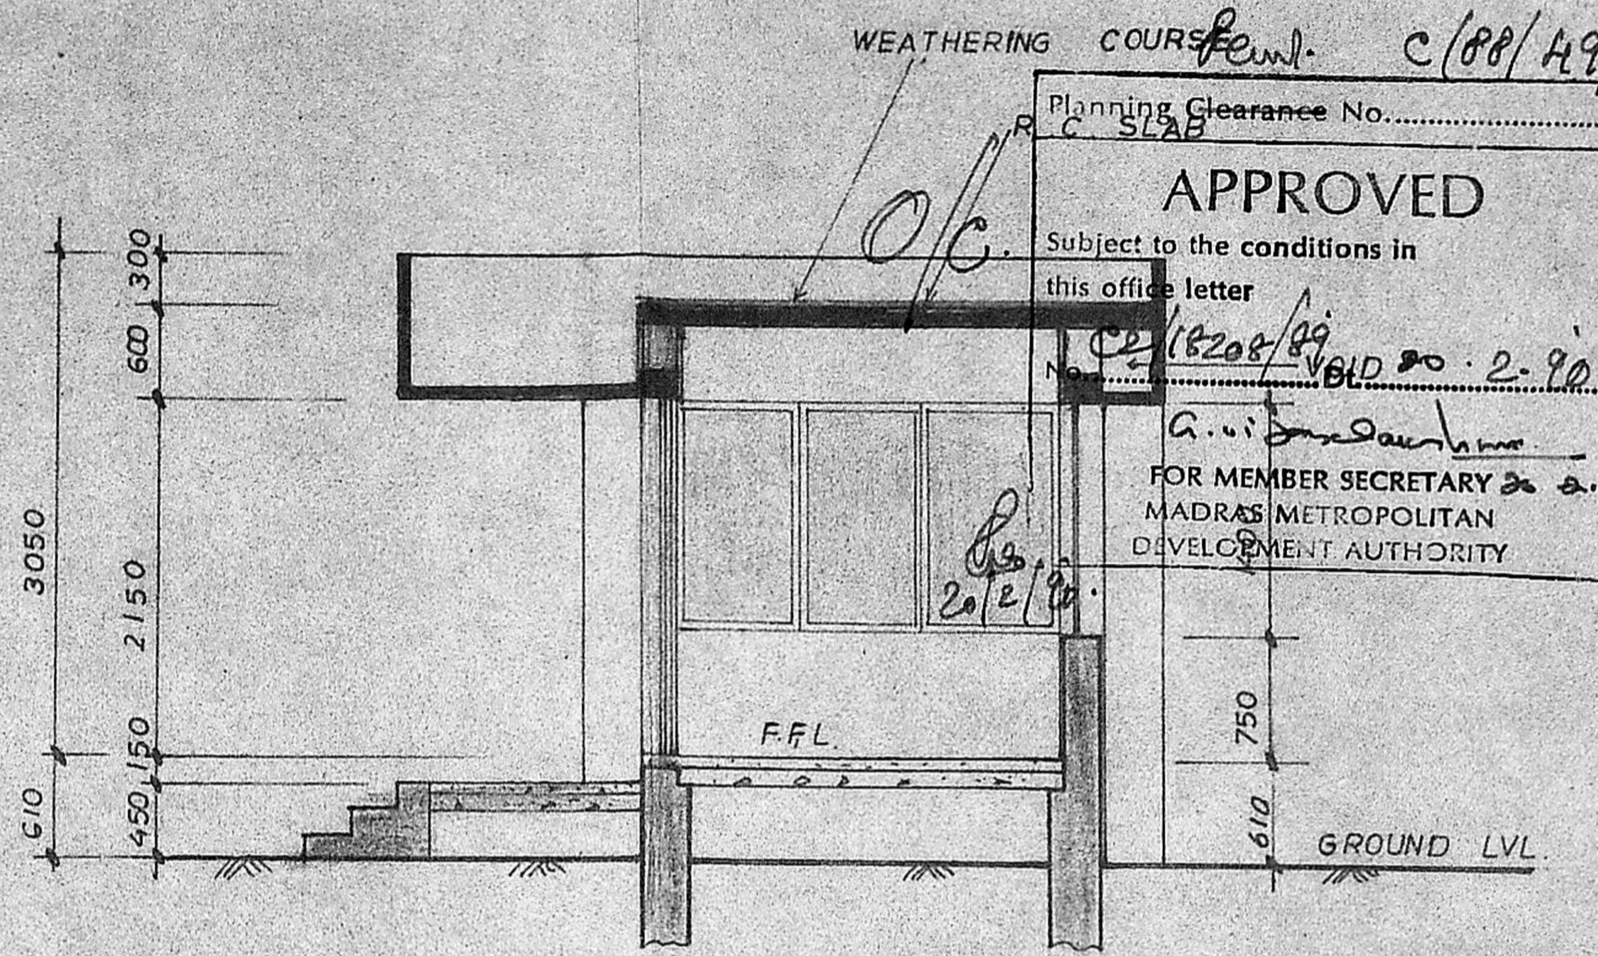 WEATHERING COURSE
C/88/49
Planning Clearance No.
R. C. SLAB
APPROVED
O/C.
Subject to the conditions in
this office letter
No. C2/18208/89 Dt. 20.2.90
FOR MEMBER SECRETARY
MADRAS METROPOLITAN
DEVELOPMENT AUTHORITY
20/2/90.
300
600
3050
2150
150
450
610
F.F.L.
750
610
GROUND LVL.